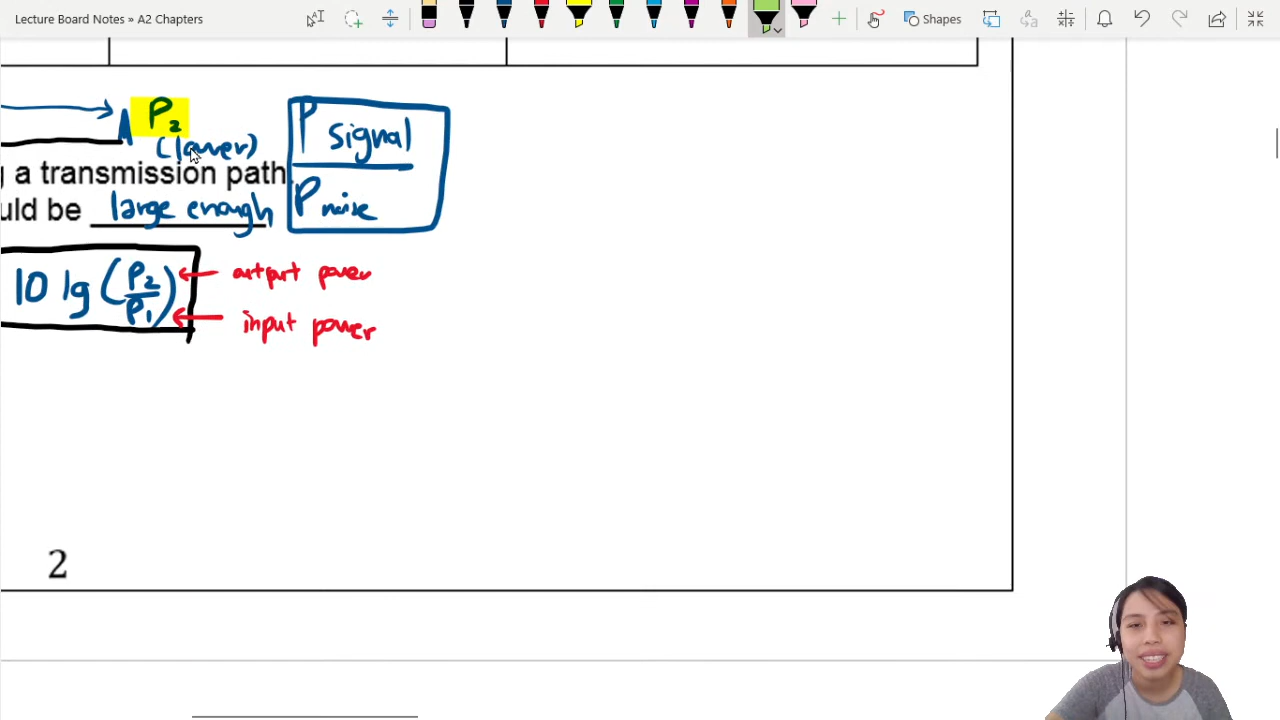 Lecture Board Notes » A2 Chapters
Shapes
P2
(lower)
P signal
g a transmission path.
P noise
uld be large enough
10 lg (P2/P1)
output power
input power
2